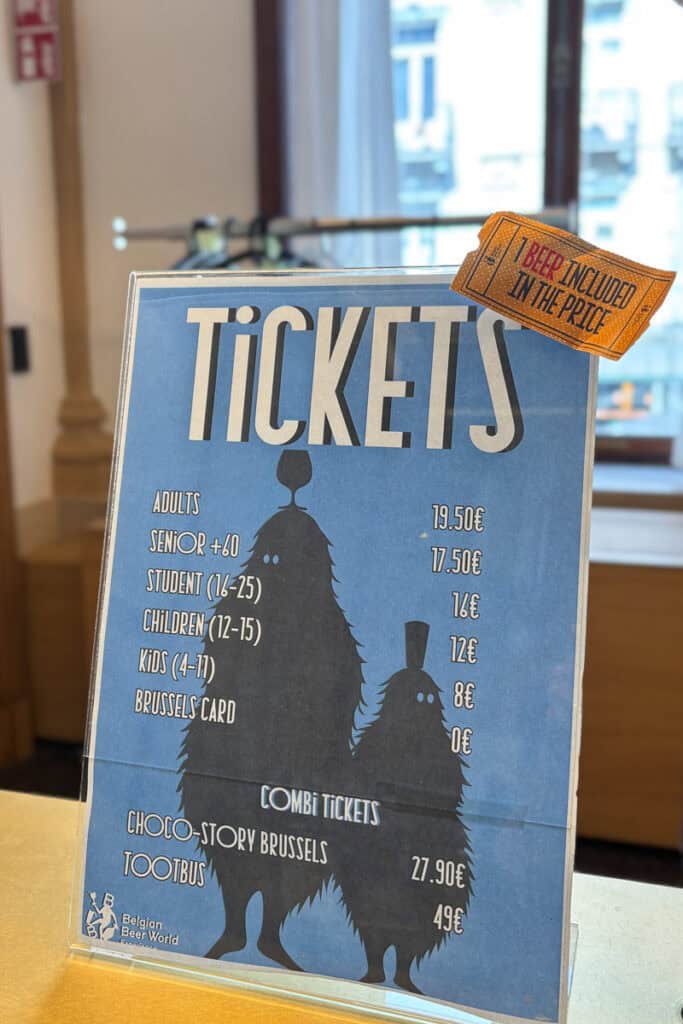 1 BEER INCLUDED
IN THE PRICE
TiCKETS
ADULTS 19.50€
SENiOR +60 17.50€
STUDENT (16-25) 16€
CHiLDREN (12-15) 12€
KiDS (4-11) 8€
BRUSSELS CARD 0€
COMBi TiCKETS
CHOCO-STORY BRUSSELS 27.90€
TOOTBUS 49€
Belgian
Beer World